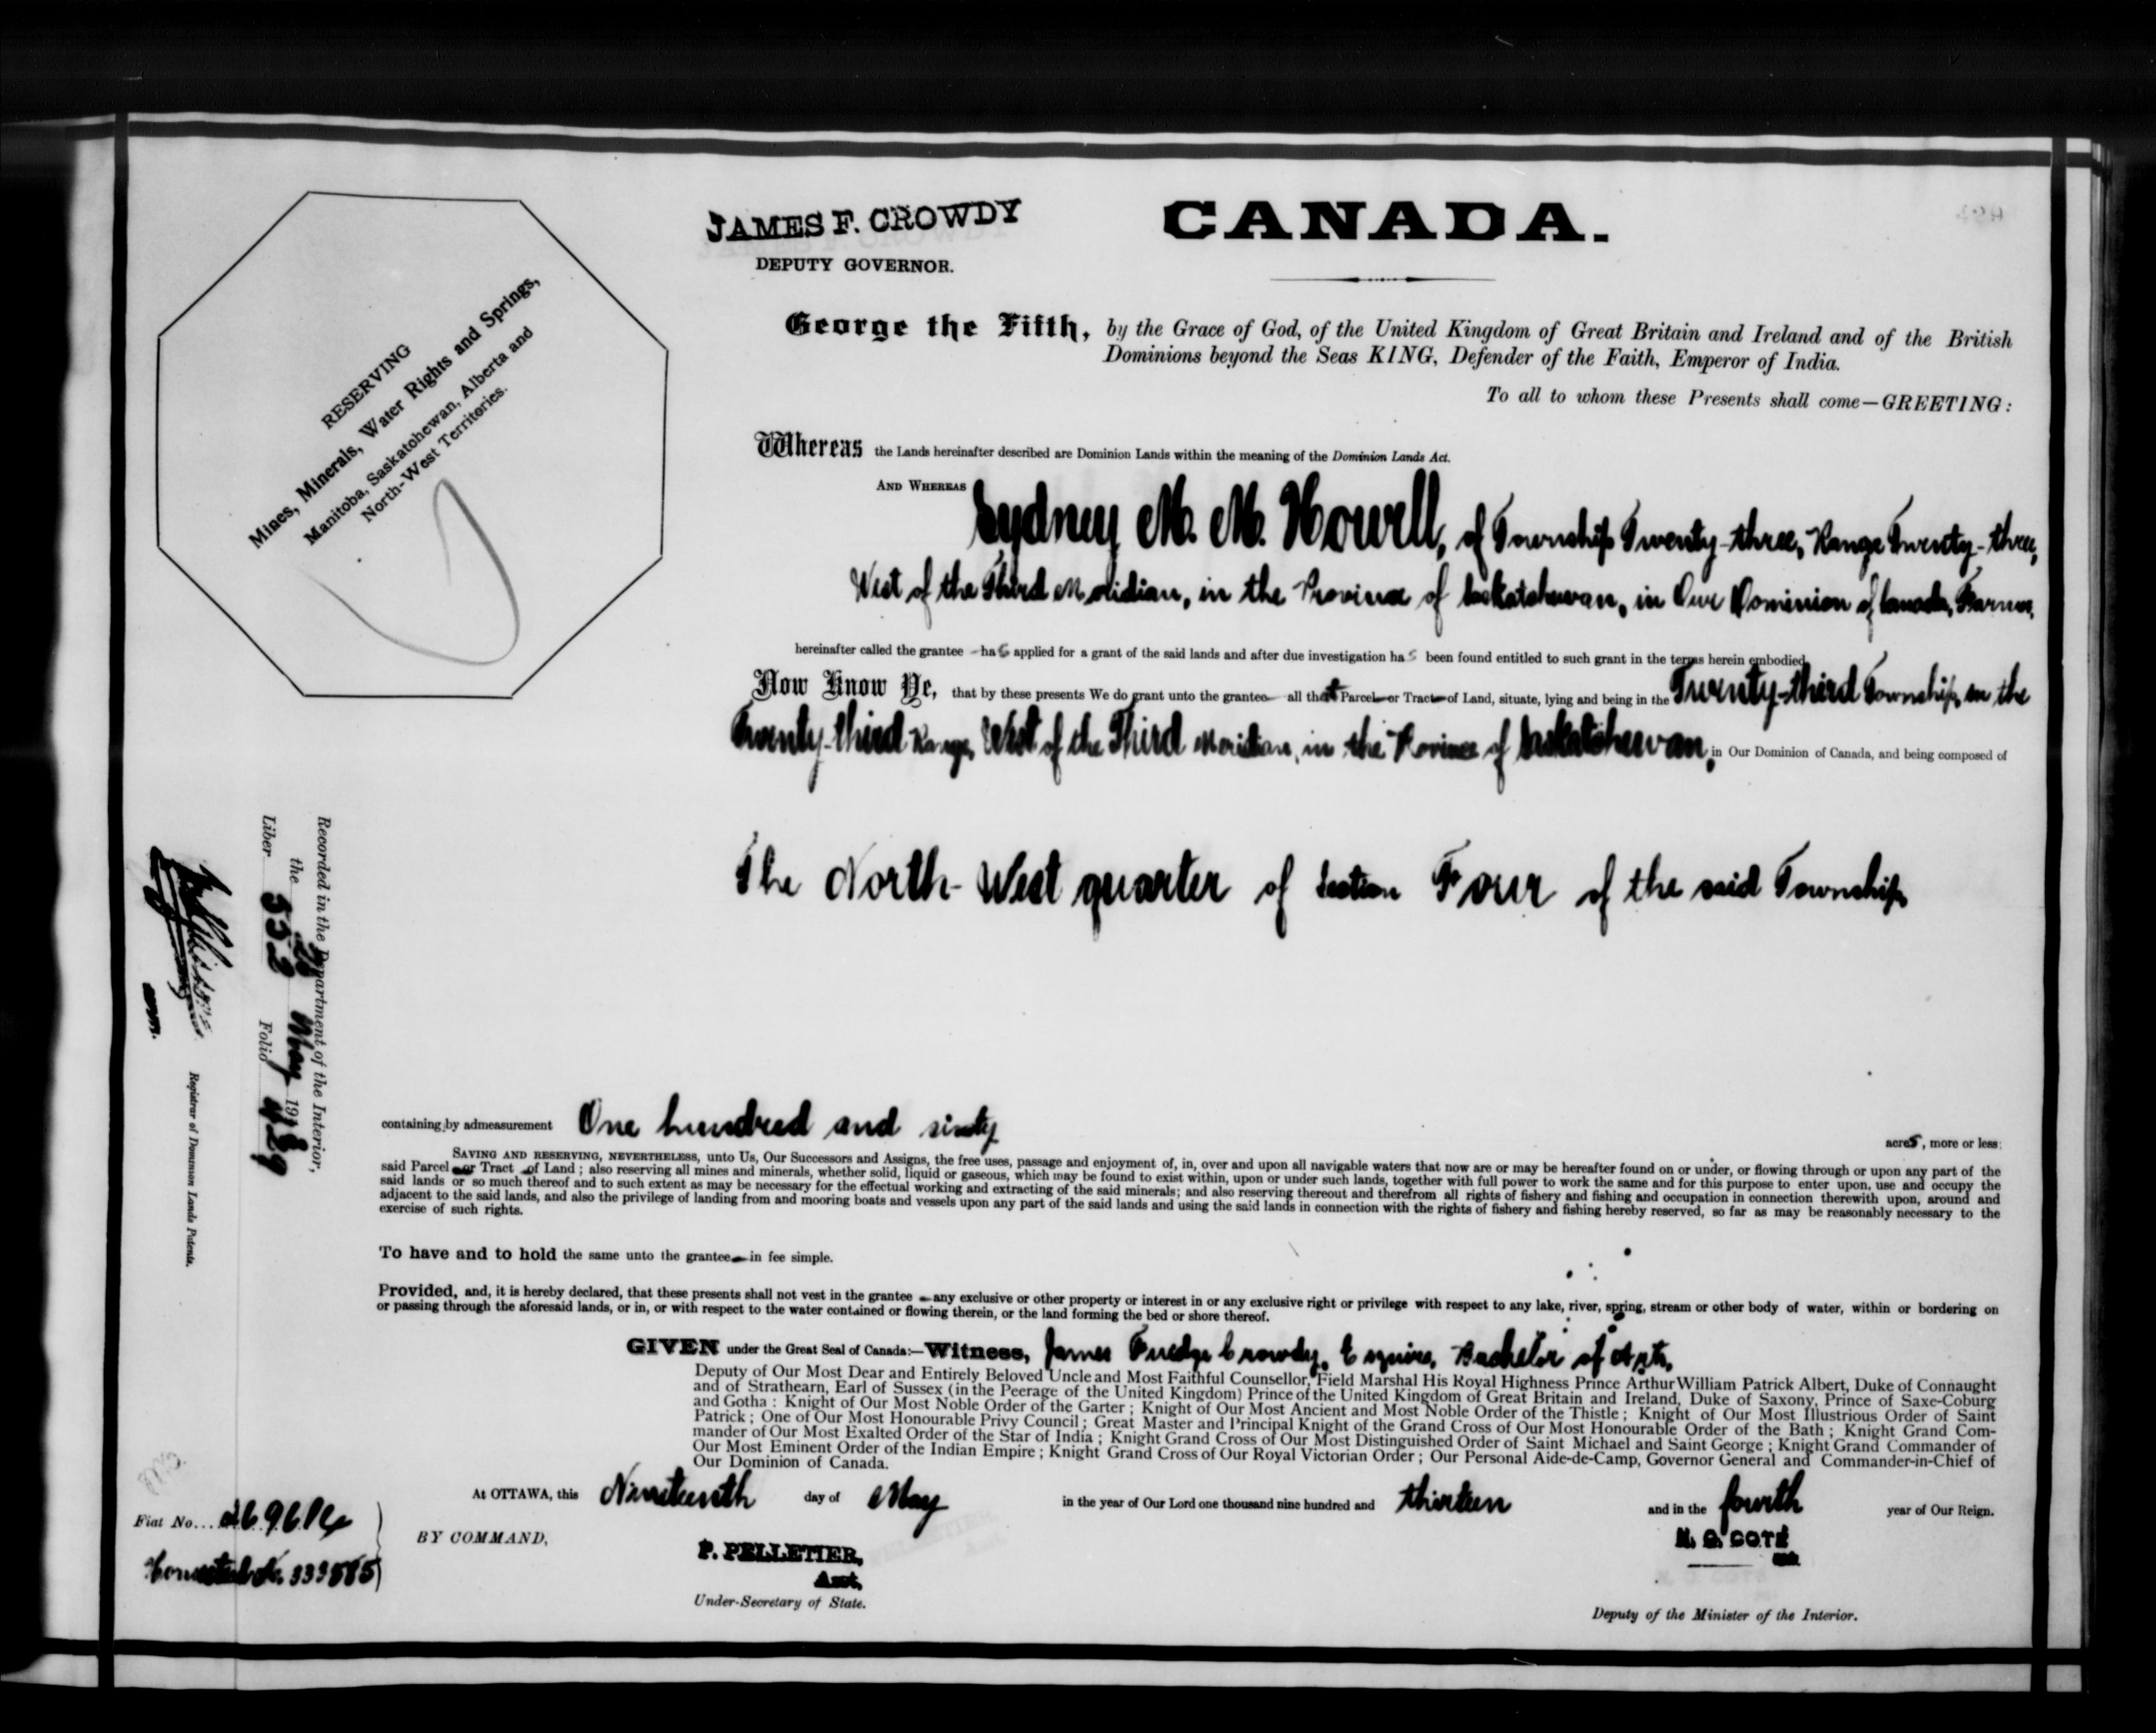 JAMES F. CROWDY
DEPUTY GOVERNOR.
CANADA.
RESERVING
Mines, Minerals, Water Rights and Springs,
Manitoba, Saskatchewan, Alberta and
North-West Territories.
George the Fifth, by the Grace of God, of the United Kingdom of Great Britain and Ireland and of the British
Dominions beyond the Seas KING, Defender of the Faith, Emperor of India.
To all to whom these Presents shall come—GREETING:
Whereas the Lands hereinafter described are Dominion Lands within the meaning of the Dominion Lands Act.
AND WHEREAS Sydney M. M. Howell, of Township Twenty-three, Range Twenty-three,
West of the Third Meridian, in the Province of Saskatchewan, in Our Dominion of Canada, Farmer,
hereinafter called the grantee has applied for a grant of the said lands and after due investigation has been found entitled to such grant in the terms herein embodied
Now Know Ye, that by these presents We do grant unto the grantee all that Parcel or Tract of Land, situate, lying and being in the Twenty-third Township, in the
Twenty-third Range, West of the Third Meridian, in the Province of Saskatchewan, in Our Dominion of Canada, and being composed of
The North-West quarter of Section Four of the said Township
containing by admeasurement One hundred and sixty acres, more or less:
SAVING AND RESERVING, NEVERTHELESS, unto Us, Our Successors and Assigns, the free uses, passage and enjoyment of, in, over and upon all navigable waters that now are or may be hereafter found on or under, or flowing through or upon any part of the
said Parcel or Tract of Land; also reserving all mines and minerals, whether solid, liquid or gaseous, which may be found to exist within, upon or under such lands, together with full power to work the same and for this purpose to enter upon, use and occupy the
said lands or so much thereof and to such extent as may be necessary for the effectual working and extracting of the said minerals; and also reserving thereout and therefrom all rights of fishery and fishing and occupation in connection therewith upon, around and
adjacent to the said lands, and also the privilege of landing from and mooring boats and vessels upon any part of the said lands and using the said lands in connection with the rights of fishery and fishing hereby reserved, so far as may be reasonably necessary to the
exercise of such rights.
To have and to hold the same unto the grantee in fee simple.
Provided, and, it is hereby declared, that these presents shall not vest in the grantee any exclusive or other property or interest in or any exclusive right or privilege with respect to any lake, river, spring, stream or other body of water, within or bordering on
or passing through the aforesaid lands, or in, or with respect to the water contained or flowing therein, or the land forming the bed or shore thereof.
GIVEN under the Great Seal of Canada:—Witness, James Fuedge Crowdy, Esquire, Bachelor of Arts,
Deputy of Our Most Dear and Entirely Beloved Uncle and Most Faithful Counsellor, Field Marshal His Royal Highness Prince Arthur William Patrick Albert, Duke of Connaught
and of Strathearn, Earl of Sussex (in the Peerage of the United Kingdom) Prince of the United Kingdom of Great Britain and Ireland, Duke of Saxony, Prince of Saxe-Coburg
and Gotha: Knight of Our Most Noble Order of the Garter; Knight of Our Most Ancient and Most Noble Order of the Thistle; Knight of Our Most Illustrious Order of Saint
Patrick; One of Our Most Honourable Privy Council; Great Master and Principal Knight of the Grand Cross of Our Most Honourable Order of the Bath; Knight Grand Com-
mander of Our Most Exalted Order of the Star of India; Knight Grand Cross of Our Most Distinguished Order of Saint Michael and Saint George; Knight Grand Commander of
Our Most Eminent Order of the Indian Empire; Knight Grand Cross of Our Royal Victorian Order; Our Personal Aide-de-Camp, Governor General and Commander-in-Chief of
Our Dominion of Canada.
At OTTAWA, this Nineteenth day of May in the year of Our Lord one thousand nine hundred and thirteen and in the fourth year of Our Reign.
BY COMMAND,
P. PELLETIER,
Act.
Under-Secretary of State.
N. O. COTÉ
Deputy of the Minister of the Interior.
Recorded in the Department of the Interior,
the May 191
Liber 532 Folio 429
Registrar of Dominion Lands Patents.
Fiat No.
Homestead No. 339885